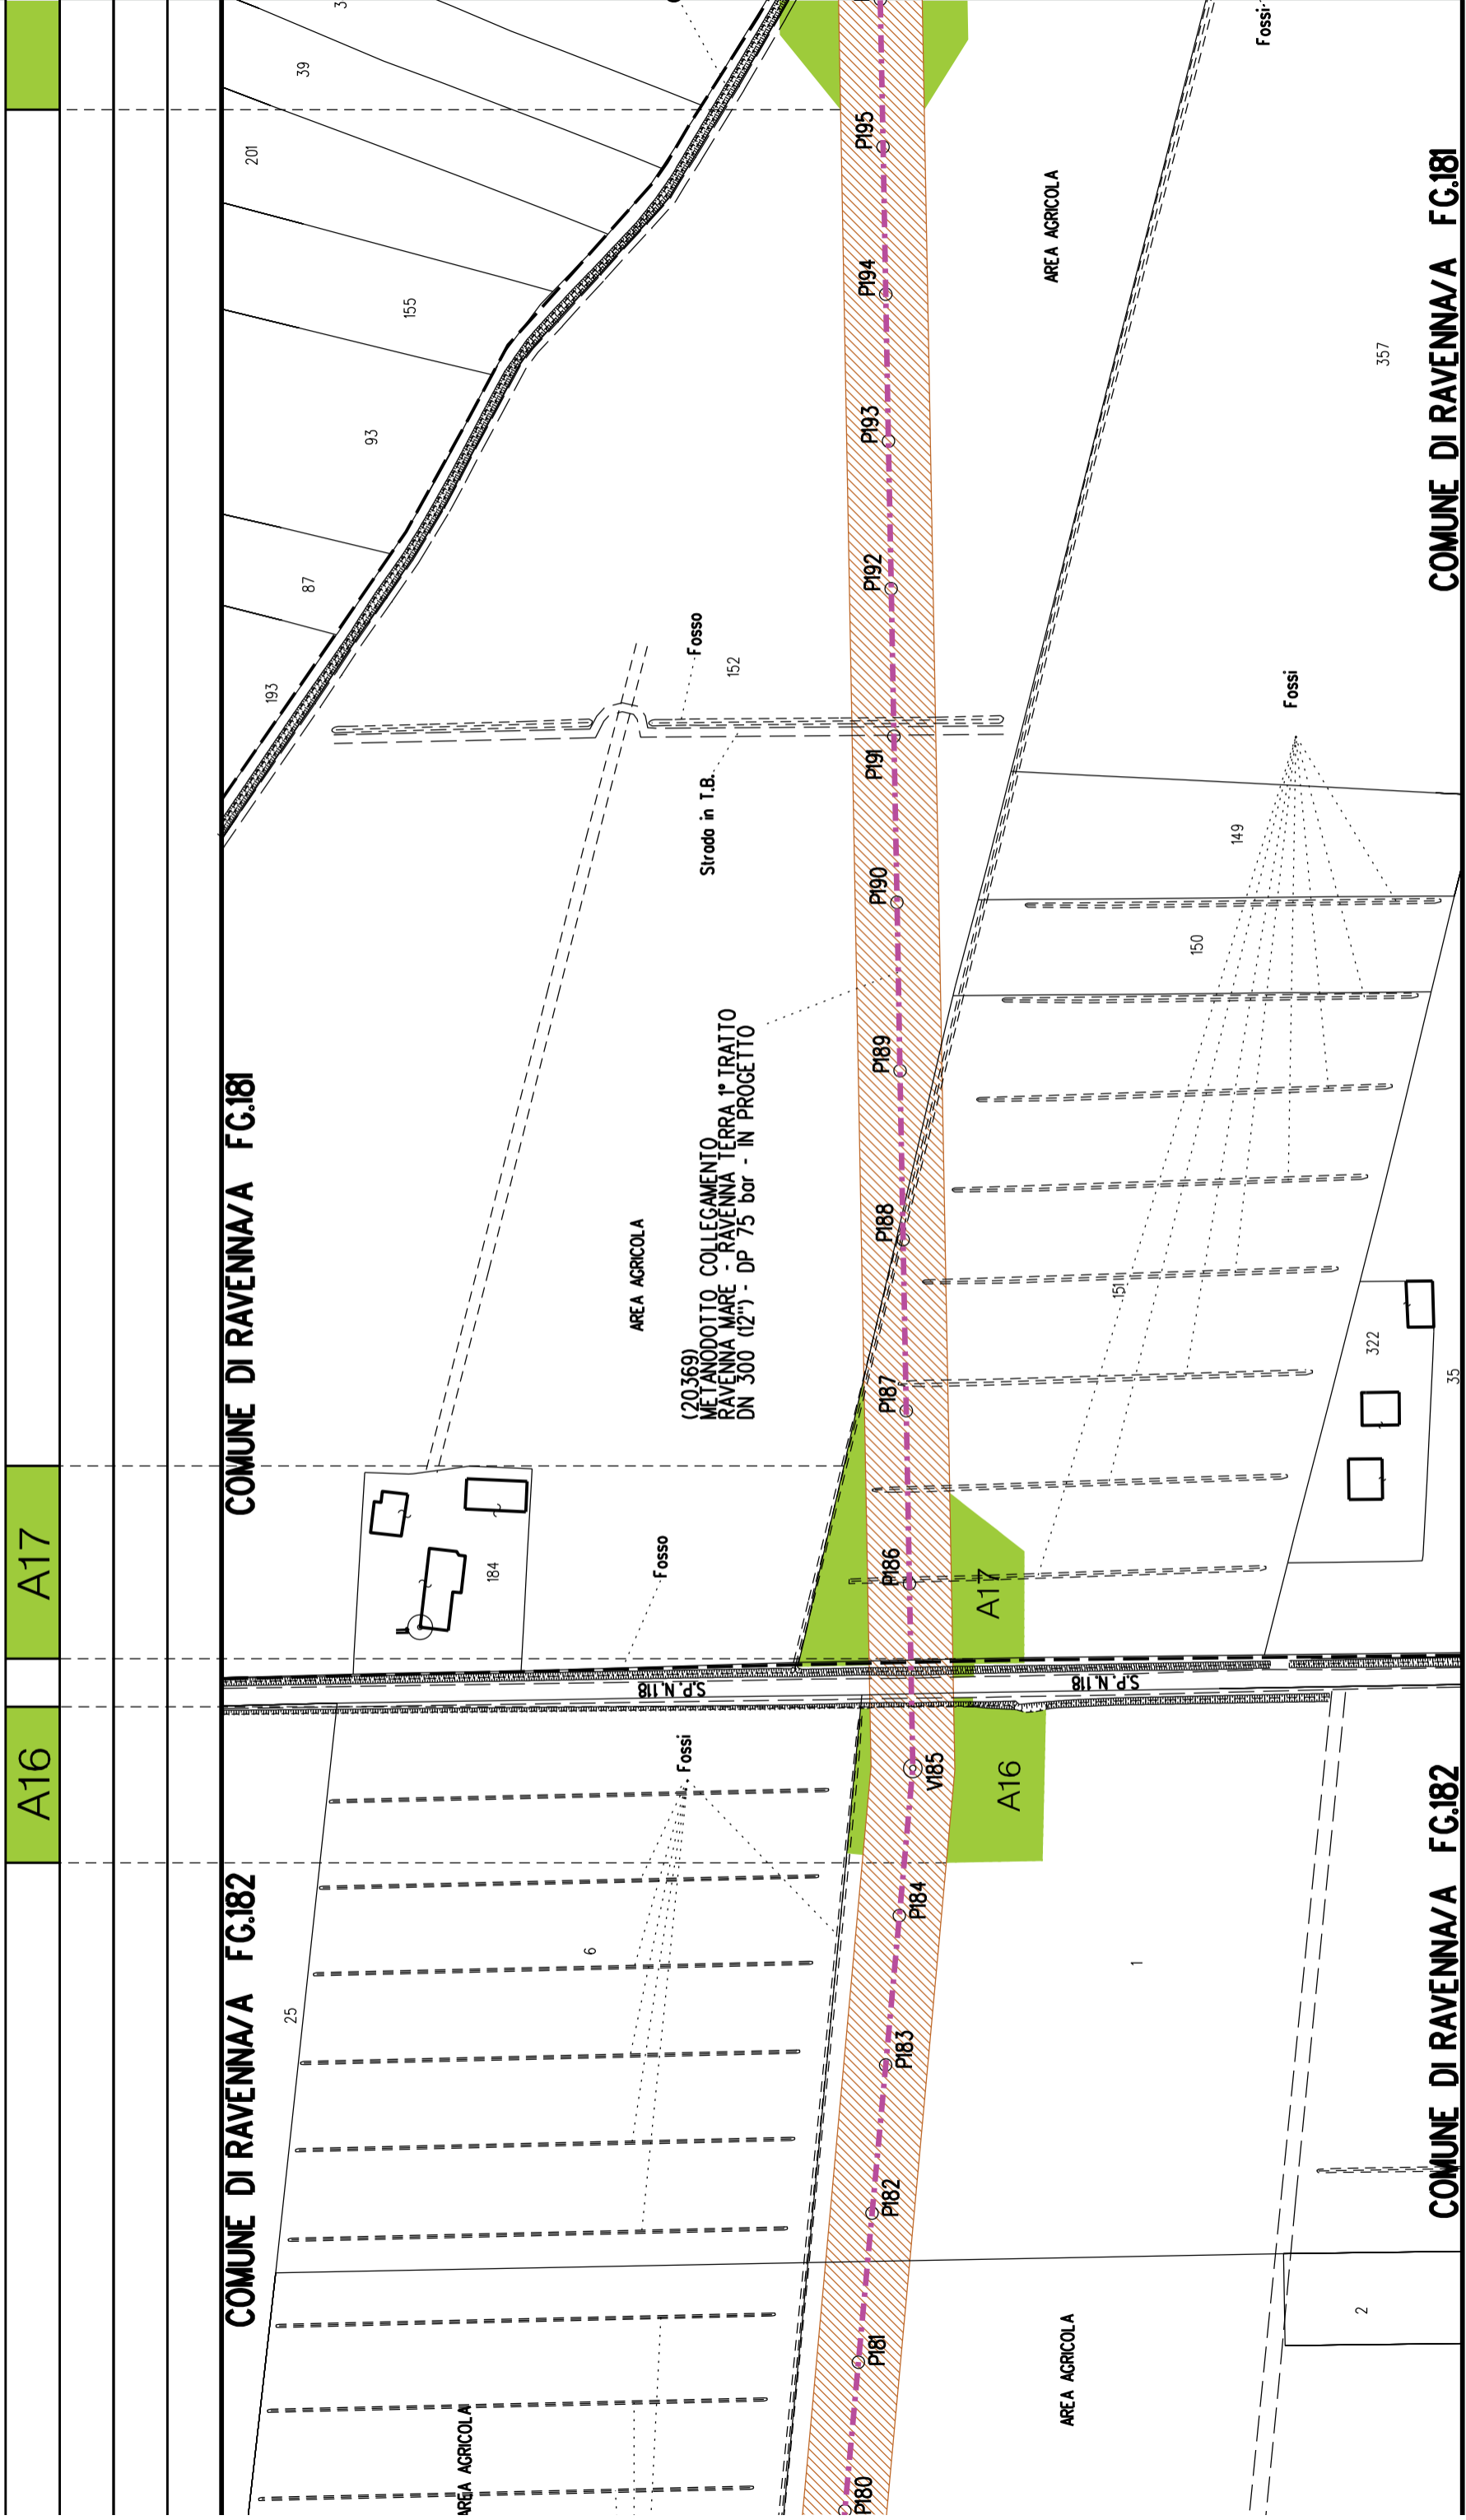 A17
A16
COMUNE DI RAVENNA/A FG.181
COMUNE DI RAVENNA/A FG.182
COMUNE DI RAVENNA/A FG.181
COMUNE DI RAVENNA/A FG.182
39
201
155
93
87
193
152
184
25
6
357
149
150
151
322
35
1
2
Fossi
Fosso
Strada in T.B.
Fossi
Fosso
Fossi
AREA AGRICOLA
AREA AGRICOLA
AREA AGRICOLA
AREA AGRICOLA
(20369)
METANODOTTO COLLEGAMENTO
RAVENNA MARE - RAVENNA TERRA 1° TRATTO
DN 300 (12") - DP 75 bar - IN PROGETTO
S.P. N.118
S.P. N.118
A17
A16
P195
P194
P193
P192
P191
P190
P189
P188
P187
P186
V185
P184
P183
P182
P181
P180